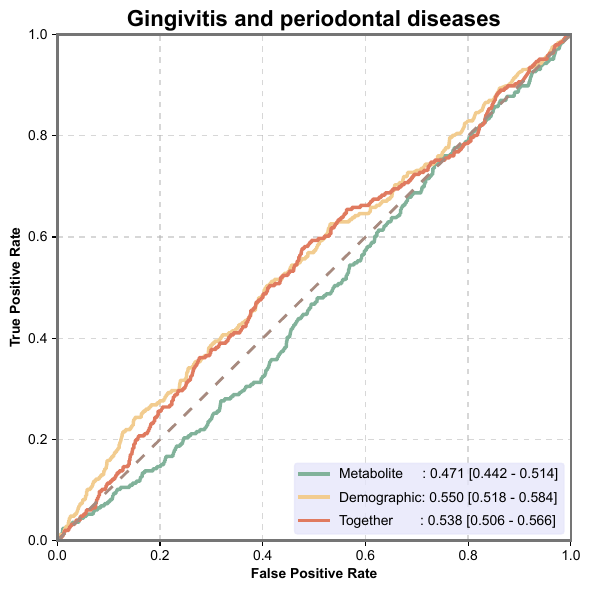 Gingivitis and periodontal diseases
True Positive Rate
1.0
0.8
0.6
0.4
0.2
0.0
Metabolite : 0.471 [0.442 - 0.514]
Demographic: 0.550 [0.518 - 0.584]
Together : 0.538 [0.506 - 0.566]
0.0 0.2 0.4 0.6 0.8 1.0
False Positive Rate